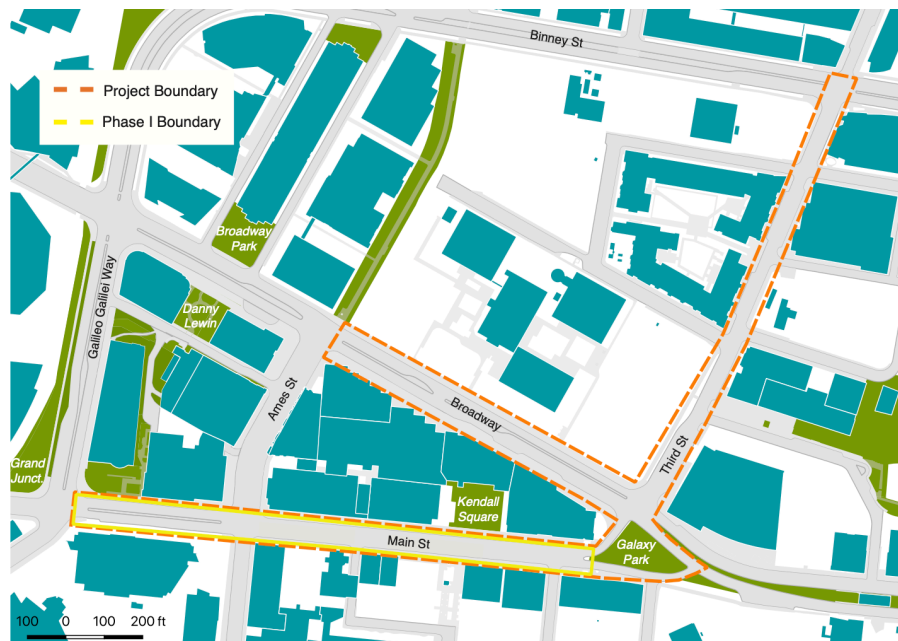 Binney St
Project Boundary
Phase I Boundary
Broadway
Park
Galileo Galilei Way
Danny
Lewin
Ames St
Broadway
Third St
Grand
Junct.
Kendall
Square
Main St
Galaxy
Park
100 0 100 200 ft